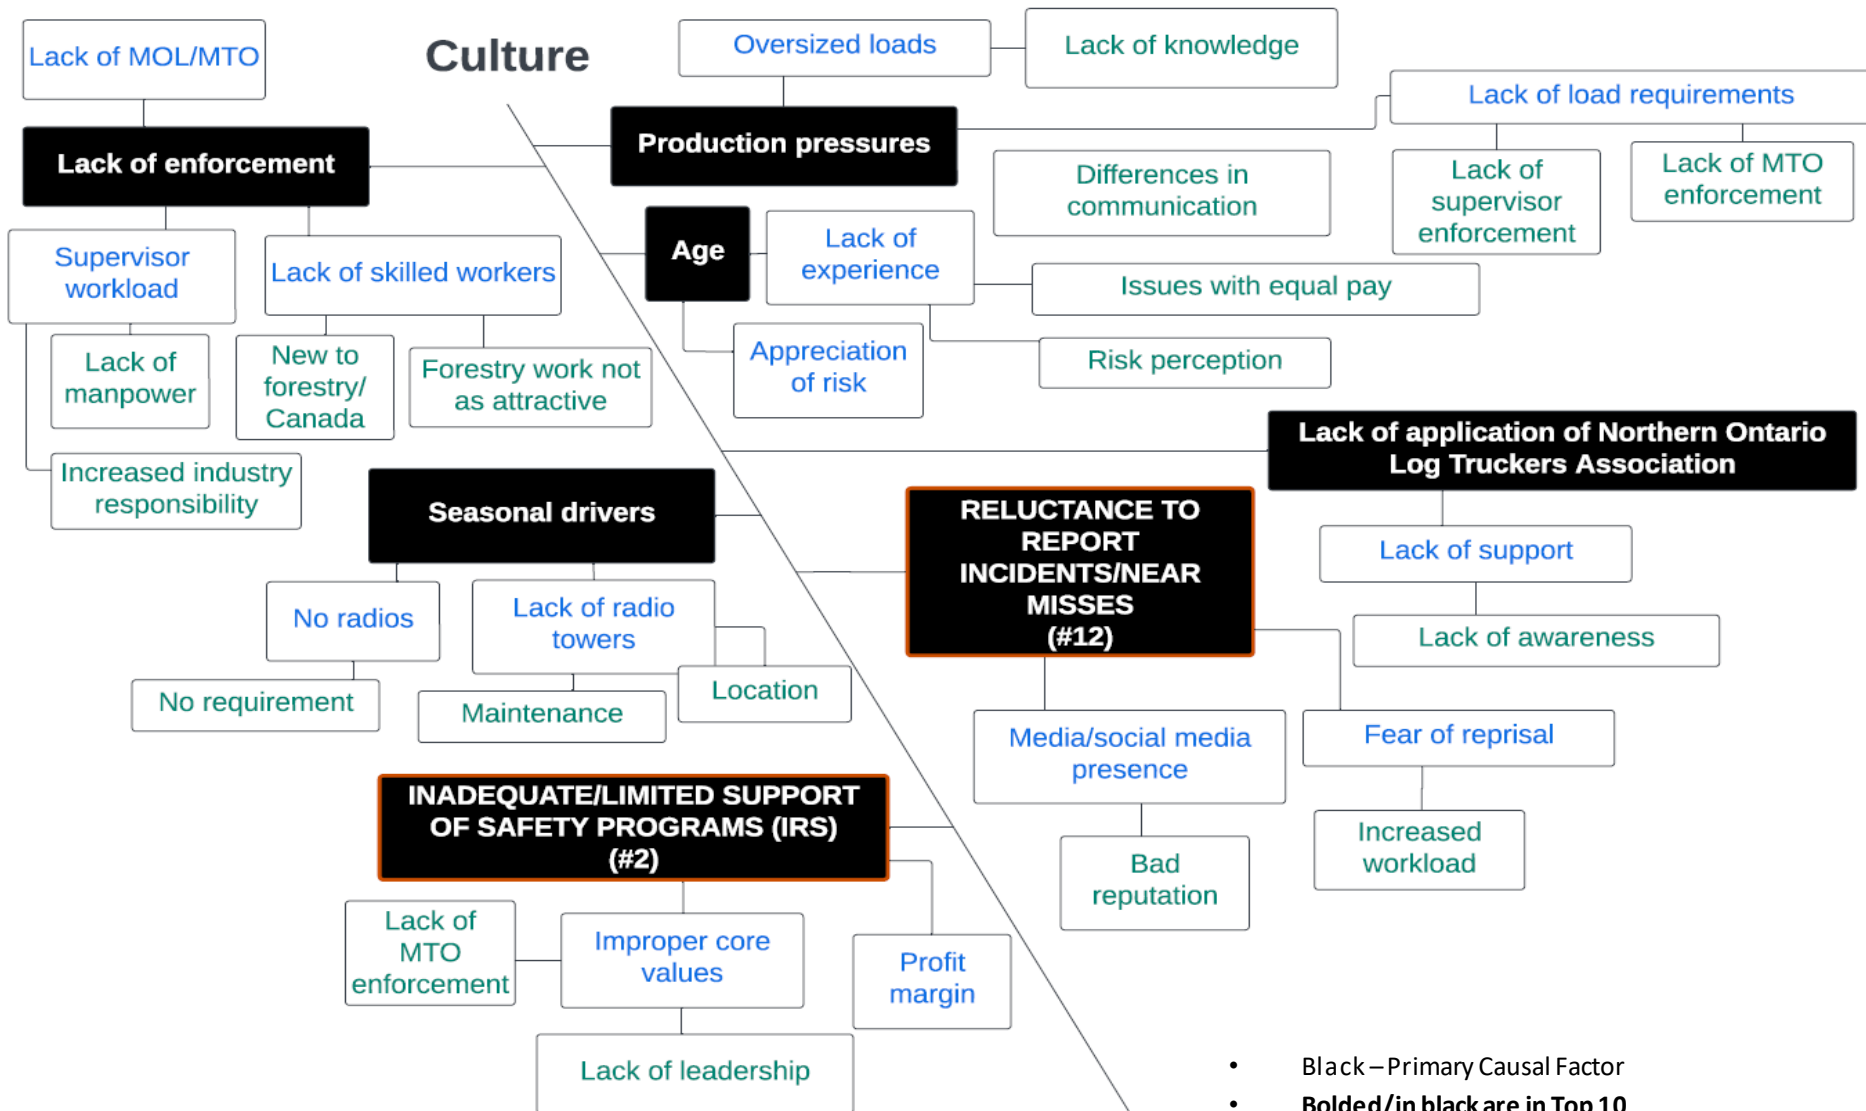 Culture
Lack of MOL/MTO
Lack of enforcement
Supervisor
workload
Lack of skilled workers
Lack of
manpower
New to
forestry/
Canada
Forestry work not
as attractive
Increased industry
responsibility
Oversized loads
Lack of knowledge
Production pressures
Lack of load requirements
Lack of
supervisor
enforcement
Lack of MTO
enforcement
Differences in
communication
Age
Lack of
experience
Issues with equal pay
Risk perception
Appreciation
of risk
Lack of application of Northern Ontario
Log Truckers Association
Lack of support
Lack of awareness
Seasonal drivers
No radios
No requirement
Lack of radio
towers
Maintenance
Location
RELUCTANCE TO
REPORT
INCIDENTS/NEAR
MISSES
(#12)
Media/social media
presence
Bad
reputation
Fear of reprisal
Increased
workload
INADEQUATE/LIMITED SUPPORT
OF SAFETY PROGRAMS (IRS)
(#2)
Lack of
MTO
enforcement
Improper core
values
Profit
margin
Lack of leadership
• Black – Primary Causal Factor
• Bolded/in black are in Top 10